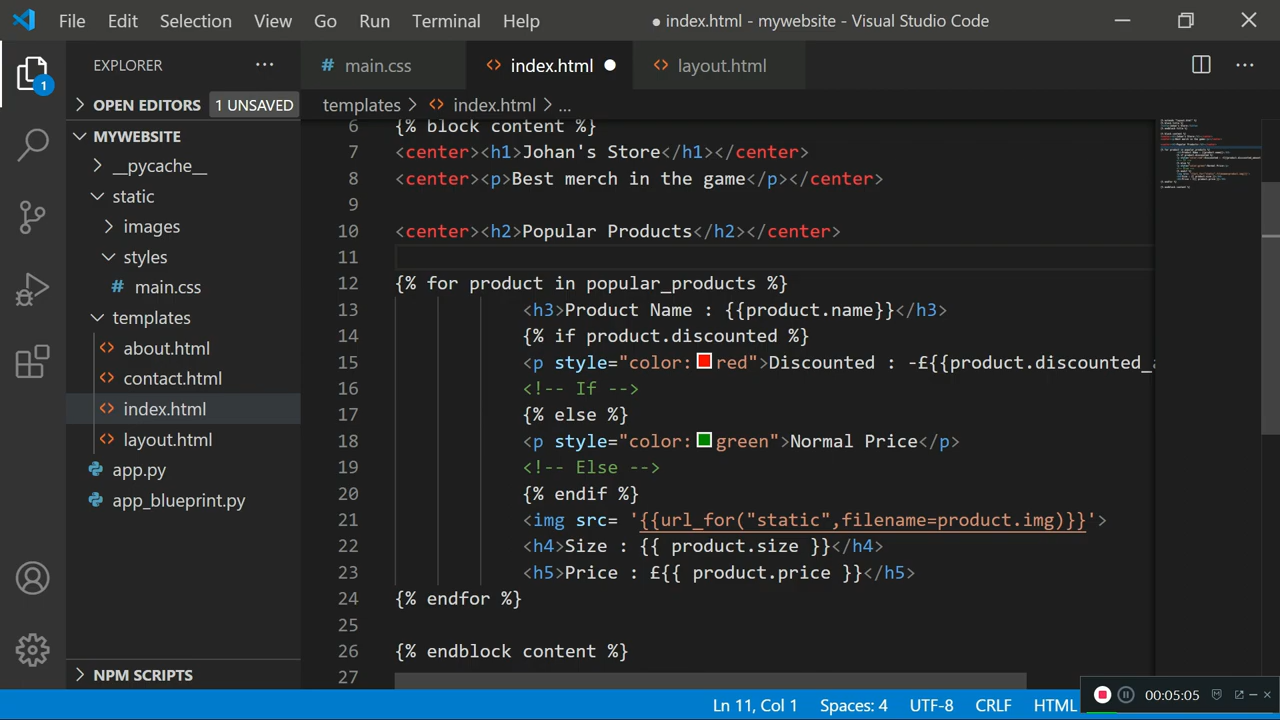 File Edit Selection View Go Run Terminal Help ● index.html - mywebsite - Visual Studio Code
EXPLORER ...
main.css
index.html
layout.html
1
OPEN EDITORS 1 UNSAVED
templates > index.html > ...
MYWEBSITE
__pycache__
static
images
styles
main.css
templates
about.html
contact.html
index.html
layout.html
app.py
app_blueprint.py
NPM SCRIPTS
6 {% block content %}
7 <center><h1>Johan's Store</h1></center>
8 <center><p>Best merch in the game</p></center>
9
10 <center><h2>Popular Products</h2></center>
11
12 {% for product in popular_products %}
13 <h3>Product Name : {{product.name}}</h3>
14 {% if product.discounted %}
15 <p style="color:red">Discounted : -£{{product.discounted_a
16 <!-- If -->
17 {% else %}
18 <p style="color:green">Normal Price</p>
19 <!-- Else -->
20 {% endif %}
21 <img src= '{{url_for("static",filename=product.img)}}'>
22 <h4>Size : {{ product.size }}</h4>
23 <h5>Price : £{{ product.price }}</h5>
24 {% endfor %}
25
26 {% endblock content %}
27
Ln 11, Col 1 Spaces: 4 UTF-8 CRLF HTML
00:05:05